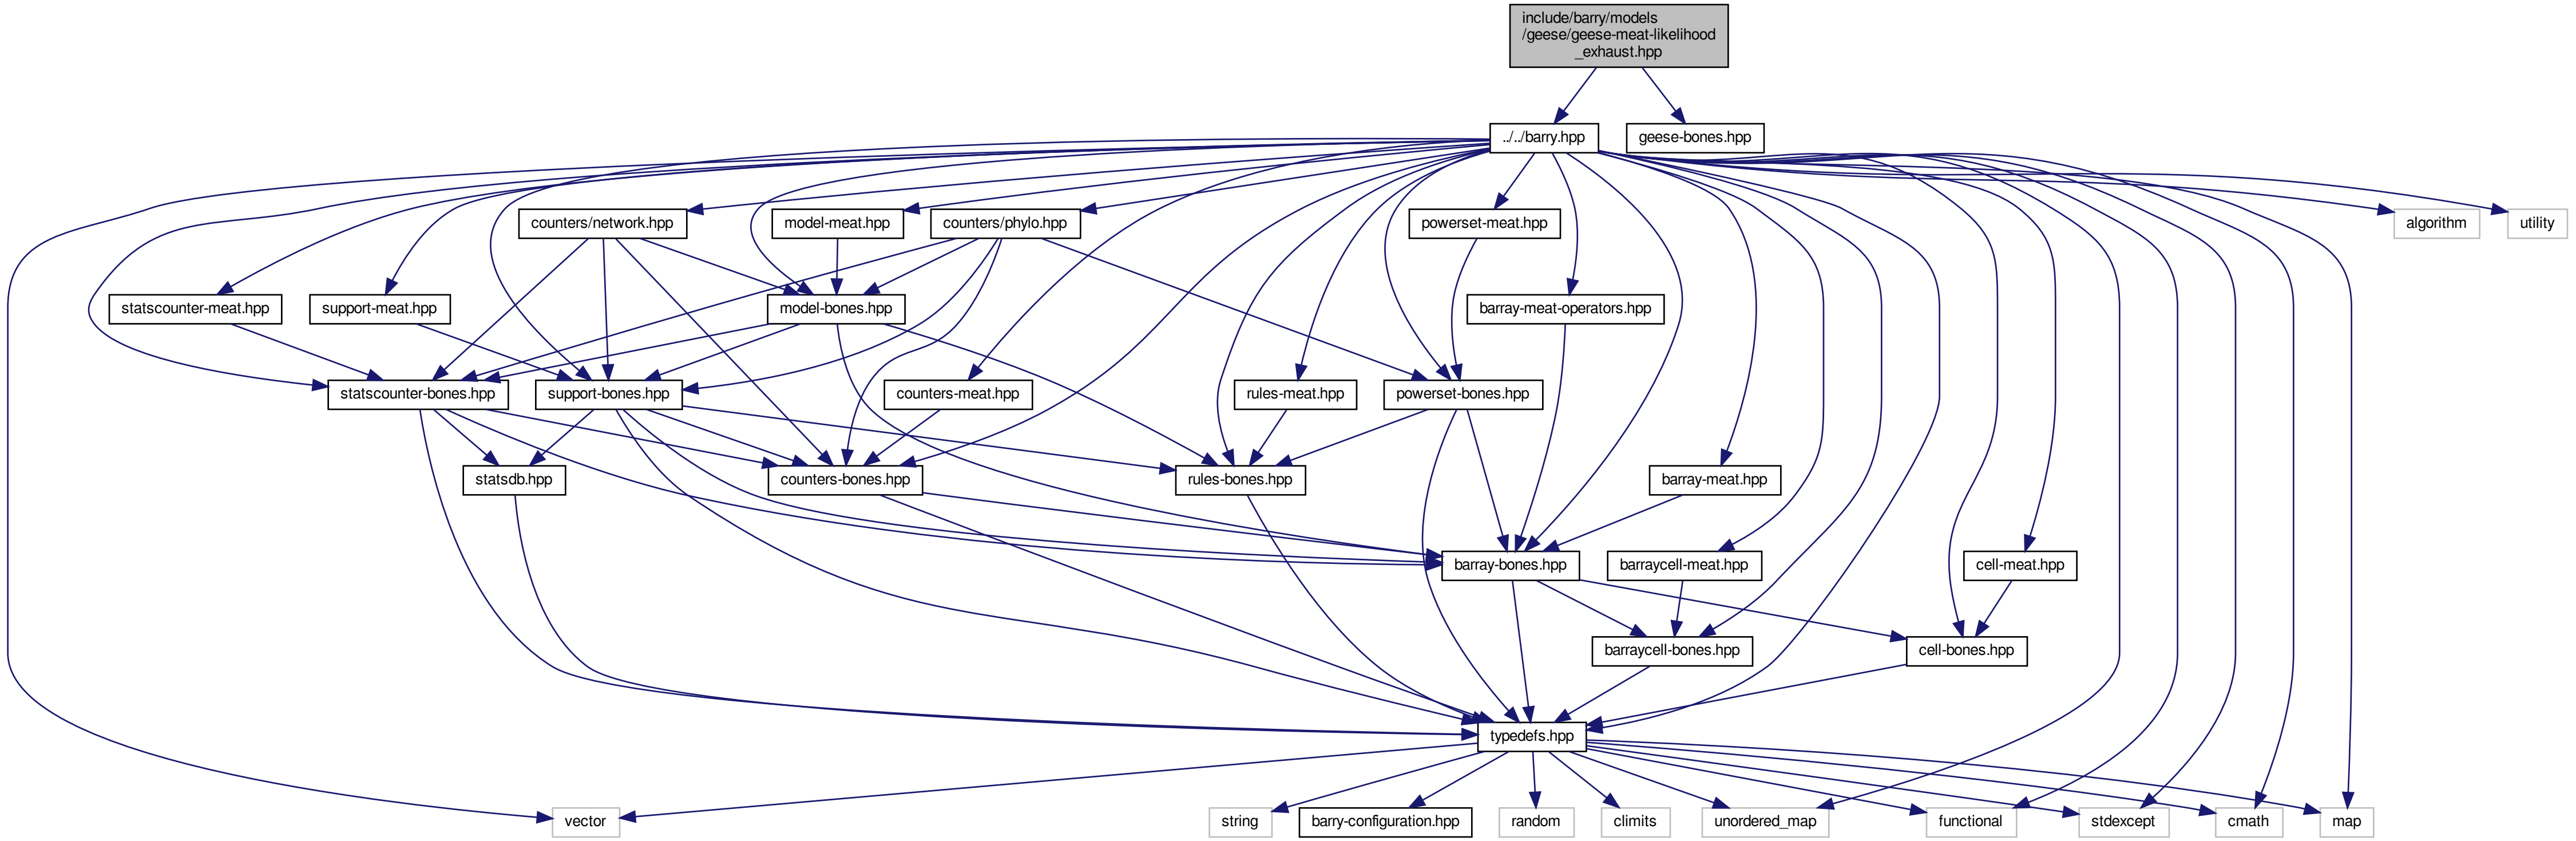 include/barry/models
/geese/geese-meat-likelihood
_exhaust.hpp
../../barry.hpp
geese-bones.hpp
counters/network.hpp
model-meat.hpp
counters/phylo.hpp
powerset-meat.hpp
algorithm
utility
statscounter-meat.hpp
support-meat.hpp
model-bones.hpp
barray-meat-operators.hpp
statscounter-bones.hpp
support-bones.hpp
counters-meat.hpp
rules-meat.hpp
powerset-bones.hpp
statsdb.hpp
counters-bones.hpp
rules-bones.hpp
barray-meat.hpp
barray-bones.hpp
barraycell-meat.hpp
cell-meat.hpp
barraycell-bones.hpp
cell-bones.hpp
typedefs.hpp
vector
string
barry-configuration.hpp
random
climits
unordered_map
functional
stdexcept
cmath
map